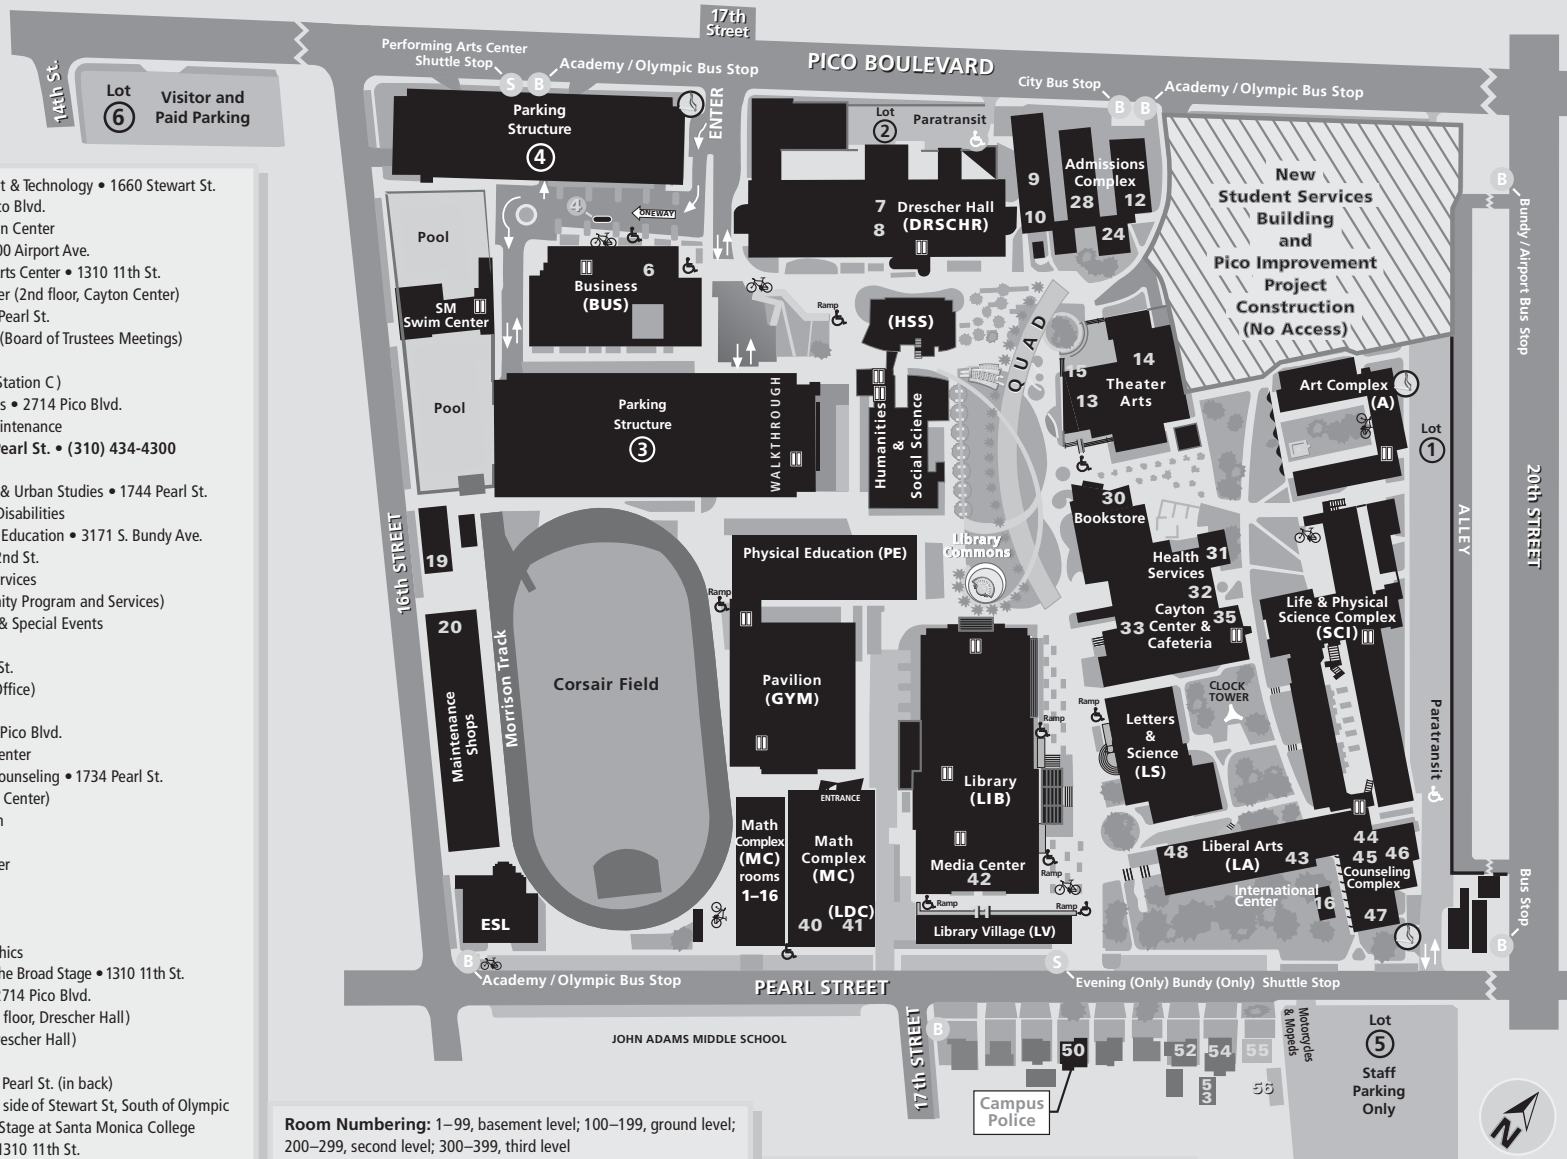 17th
Street
PICO BOULEVARD
Performing Arts Center
Shuttle Stop
S
B
Academy / Olympic Bus Stop
City Bus Stop
B
B
Academy / Olympic Bus Stop
14th St.
Lot
6
Visitor and
Paid Parking
Parking
Structure
4
ENTER
Lot
2
Paratransit
9
10
Admissions
Complex
28
12
24
New
Student Services
Building
and
Pico Improvement
Project
Construction
(No Access)
B
Bundy / Airport Bus Stop
t & Technology • 1660 Stewart St.
co Blvd.
n Center
00 Airport Ave.
rts Center • 1310 11th St.
er (2nd floor, Cayton Center)
Pearl St.
(Board of Trustees Meetings)
Station C)
s • 2714 Pico Blvd.
intenance
Pearl St. • (310) 434-4300
& Urban Studies • 1744 Pearl St.
Disabilities
Education • 3171 S. Bundy Ave.
2nd St.
rvices
ity Program and Services)
& Special Events
St.
Office)
Pico Blvd.
enter
ounseling • 1734 Pearl St.
Center)
n
er
hics
he Broad Stage • 1310 11th St.
2714 Pico Blvd.
floor, Drescher Hall)
rescher Hall)
Pearl St. (in back)
side of Stewart St, South of Olympic
Stage at Santa Monica College
1310 11th St.
4
ONEWAY
Pool
SM
Swim Center
Pool
6
Business
(BUS)
7
8
Drescher Hall
(DRSCHR)
Ramp
(HSS)
QUAD
Humanities
&
Social Science
14
15
13
Theater
Arts
Art Complex
(A)
Lot
1
ALLEY
20th STREET
Parking
Structure
3
WALKTHROUGH
16th STREET
19
20
Maintenance
Shops
Morrison Track
Corsair Field
Physical Education (PE)
Ramp
Pavilion
(GYM)
Library
Commons
30
Bookstore
Health
Services
31
32
33
Cayton
Center &
Cafeteria
35
Life & Physical
Science Complex
(SCI)
CLOCK
TOWER
Ramp
Ramp
Letters
&
Science
(LS)
Paratransit
Library
(LIB)
ENTRANCE
Math
Complex
(MC)
rooms
1–16
Math
Complex
(MC)
(LDC)
40
41
Media Center
42
Ramp
Ramp
Ramp
Library Village (LV)
48
Liberal Arts
(LA)
43
44
45
46
Counseling
Complex
International
Center
16
47
ESL
B
Academy / Olympic Bus Stop
PEARL STREET
S
Evening (Only) Bundy (Only) Shuttle Stop
Bus Stop
B
JOHN ADAMS MIDDLE SCHOOL
17th STREET
B
50
52
54
55
53
56
Campus
Police
Motorcycles
& Mopeds
Lot
5
Staff
Parking
Only
N
Room Numbering: 1–99, basement level; 100–199, ground level;
200–299, second level; 300–399, third level